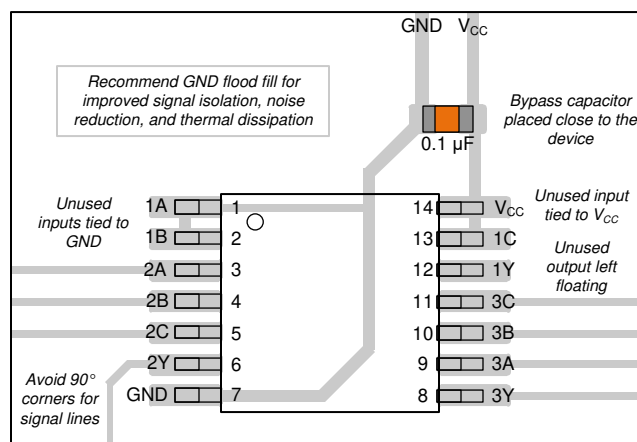 GND VCC
Recommend GND flood fill for
improved signal isolation, noise
reduction, and thermal dissipation
Bypass capacitor
placed close to the
device
0.1 µF
Unused
inputs tied to
GND
Unused input
tied to VCC
Unused
output left
floating
1A 1 14 VCC
1B 2 13 1C
2A 3 12 1Y
2B 4 11 3C
2C 5 10 3B
2Y 6 9 3A
GND 7 8 3Y
Avoid 90°
corners for
signal lines